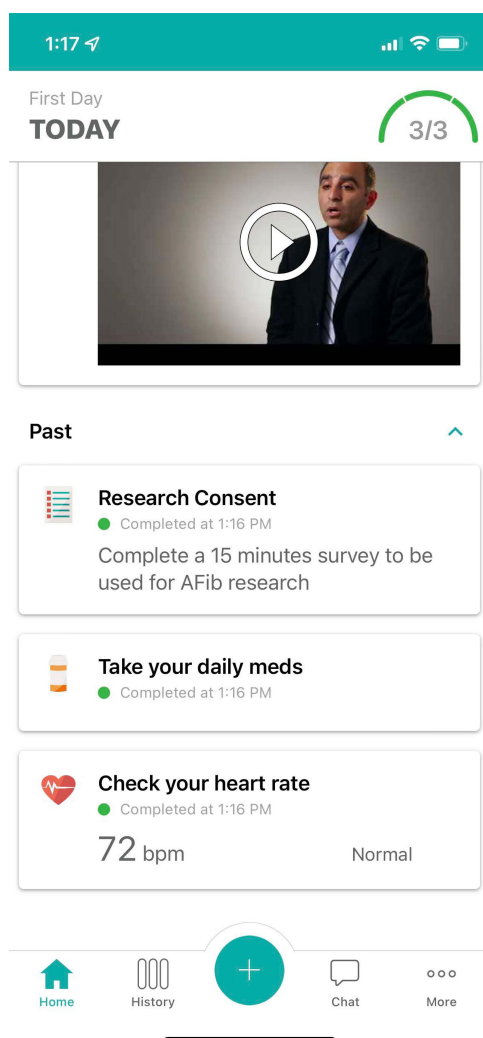 1:17
First Day
TODAY
3/3
Past
Research Consent
Completed at 1:16 PM
Complete a 15 minutes survey to be
used for AFib research
Take your daily meds
Completed at 1:16 PM
Check your heart rate
Completed at 1:16 PM
72 bpm Normal
Home History Chat More